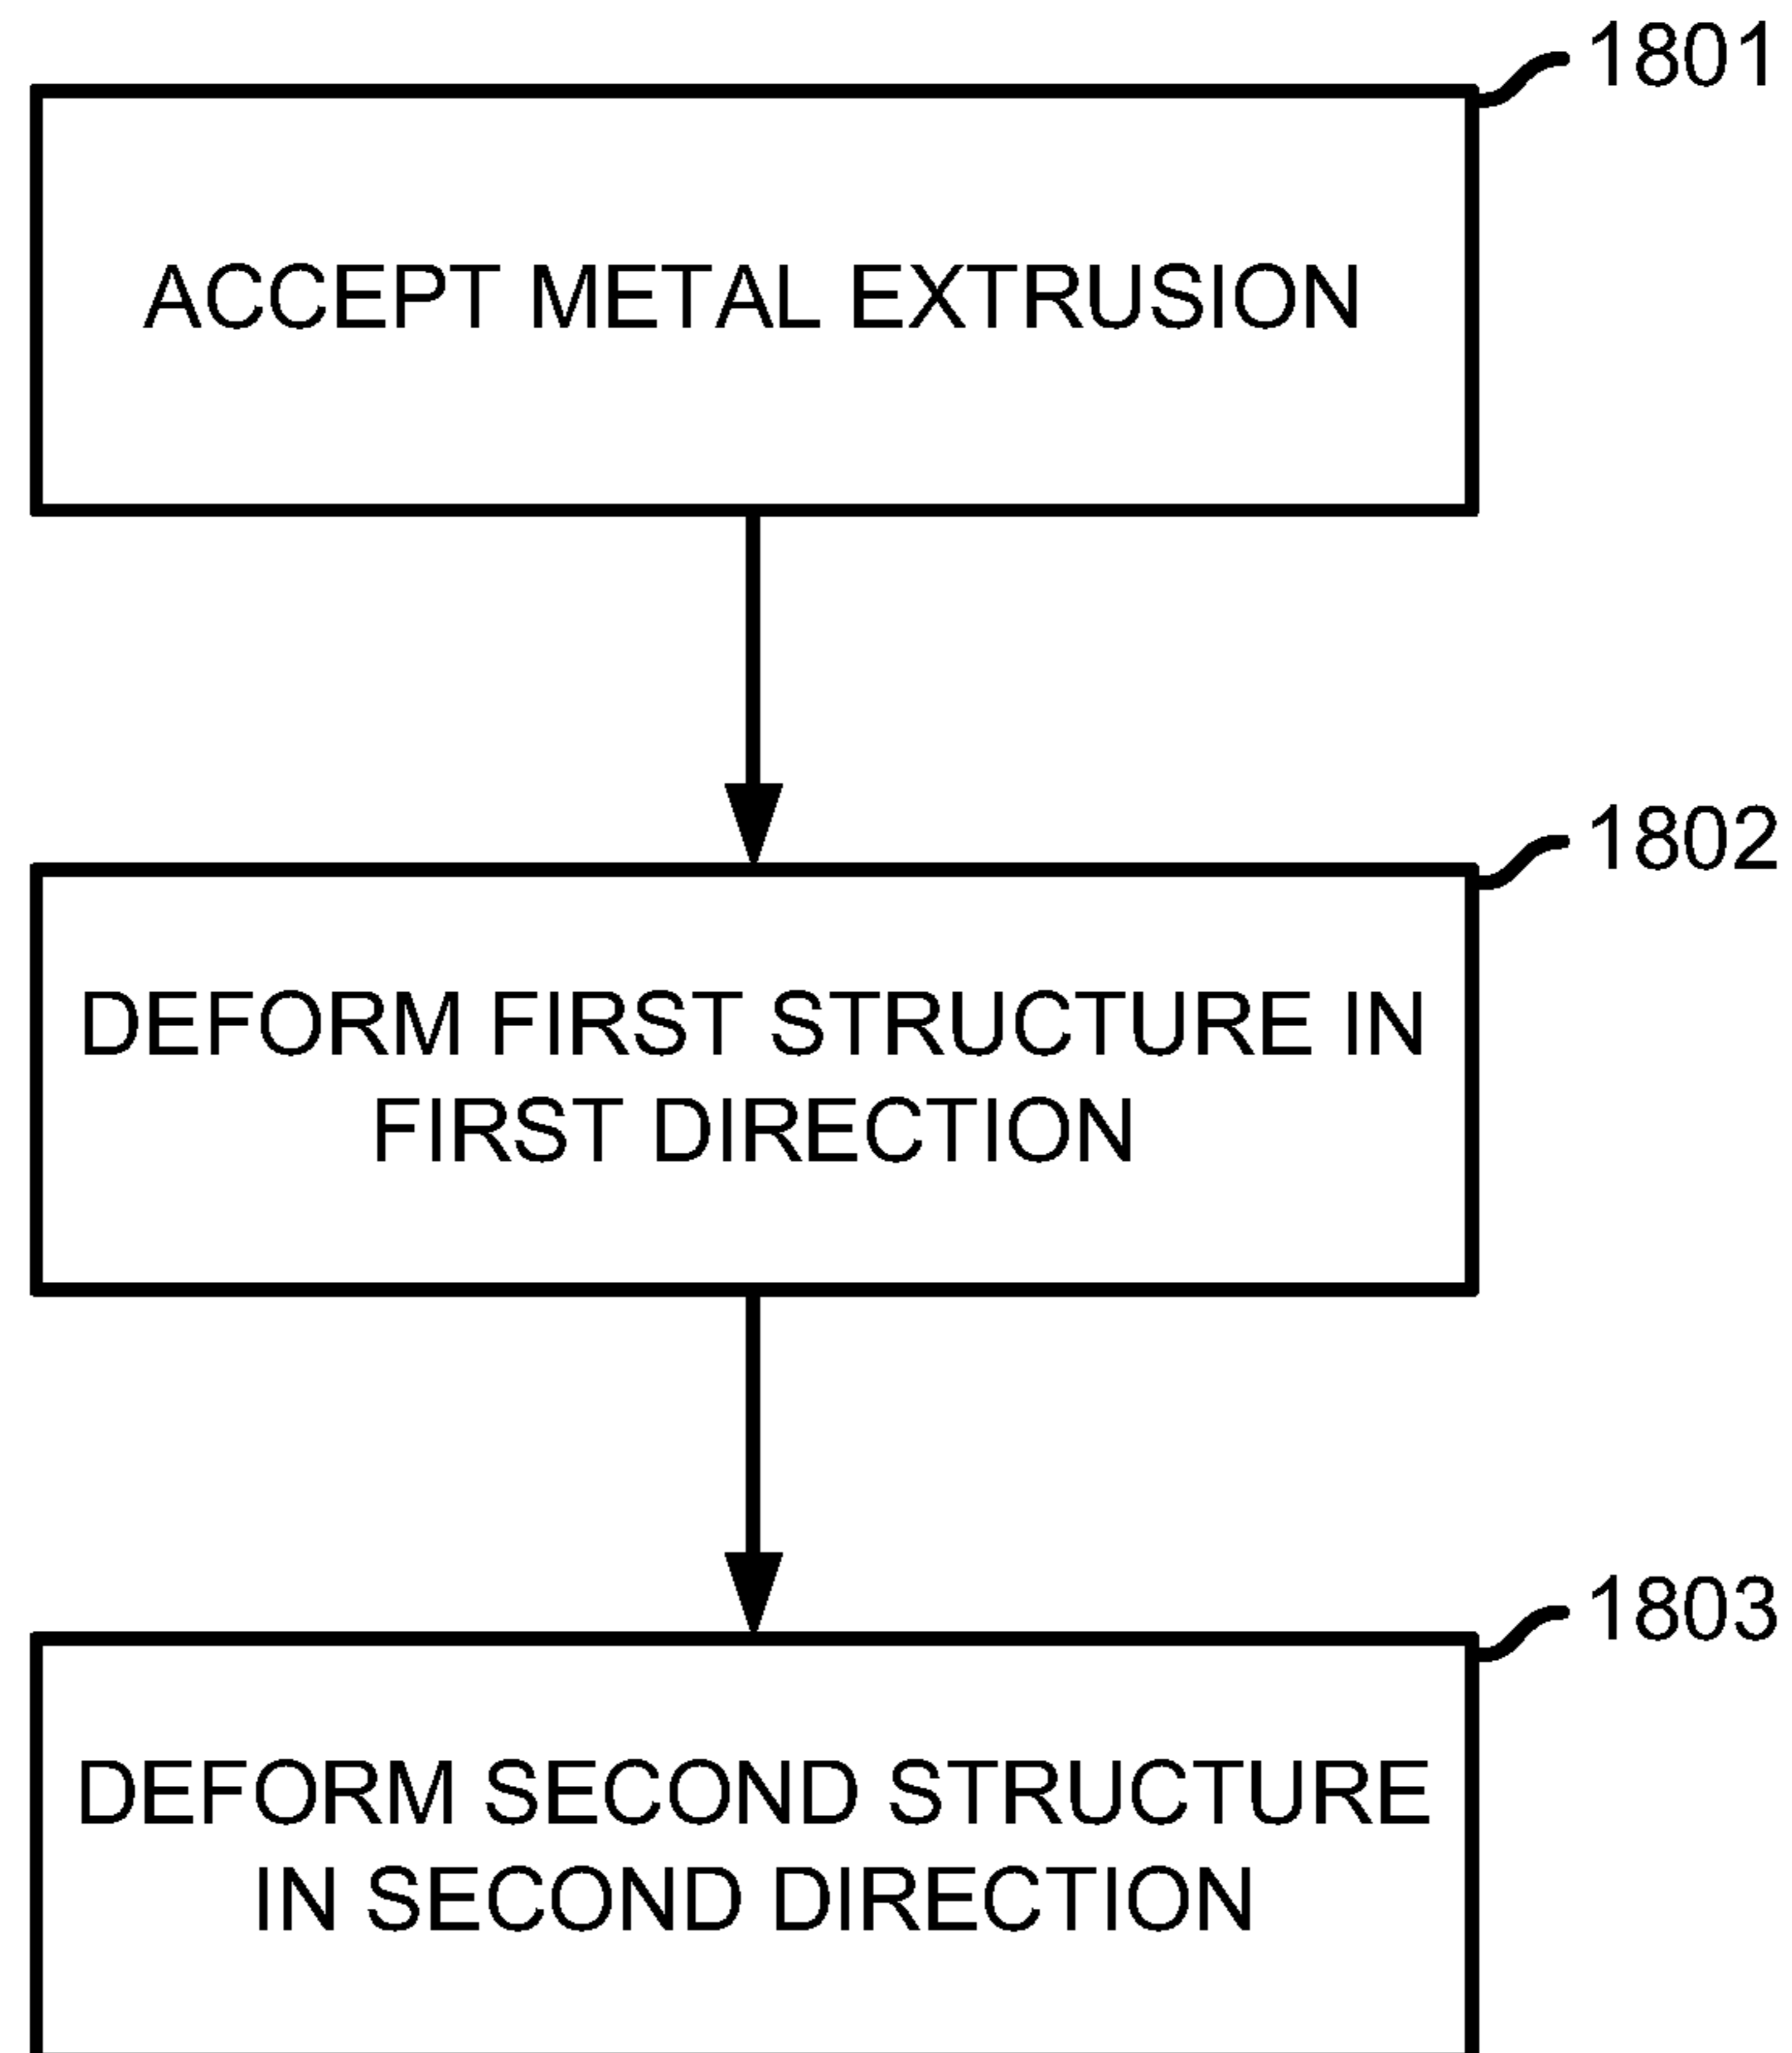 1801
ACCEPT METAL EXTRUSION
1802
DEFORM FIRST STRUCTURE IN
FIRST DIRECTION
1803
DEFORM SECOND STRUCTURE
IN SECOND DIRECTION